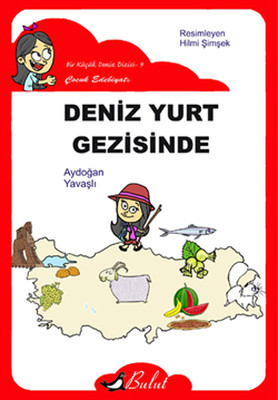 Resimleyen
Hilmi Şimşek
Bir Küçük Deniz Dizisi - 9
Çocuk Edebiyatı
DENİZ YURT
GEZİSİNDE
Aydoğan
Yavaşlı
Bulut